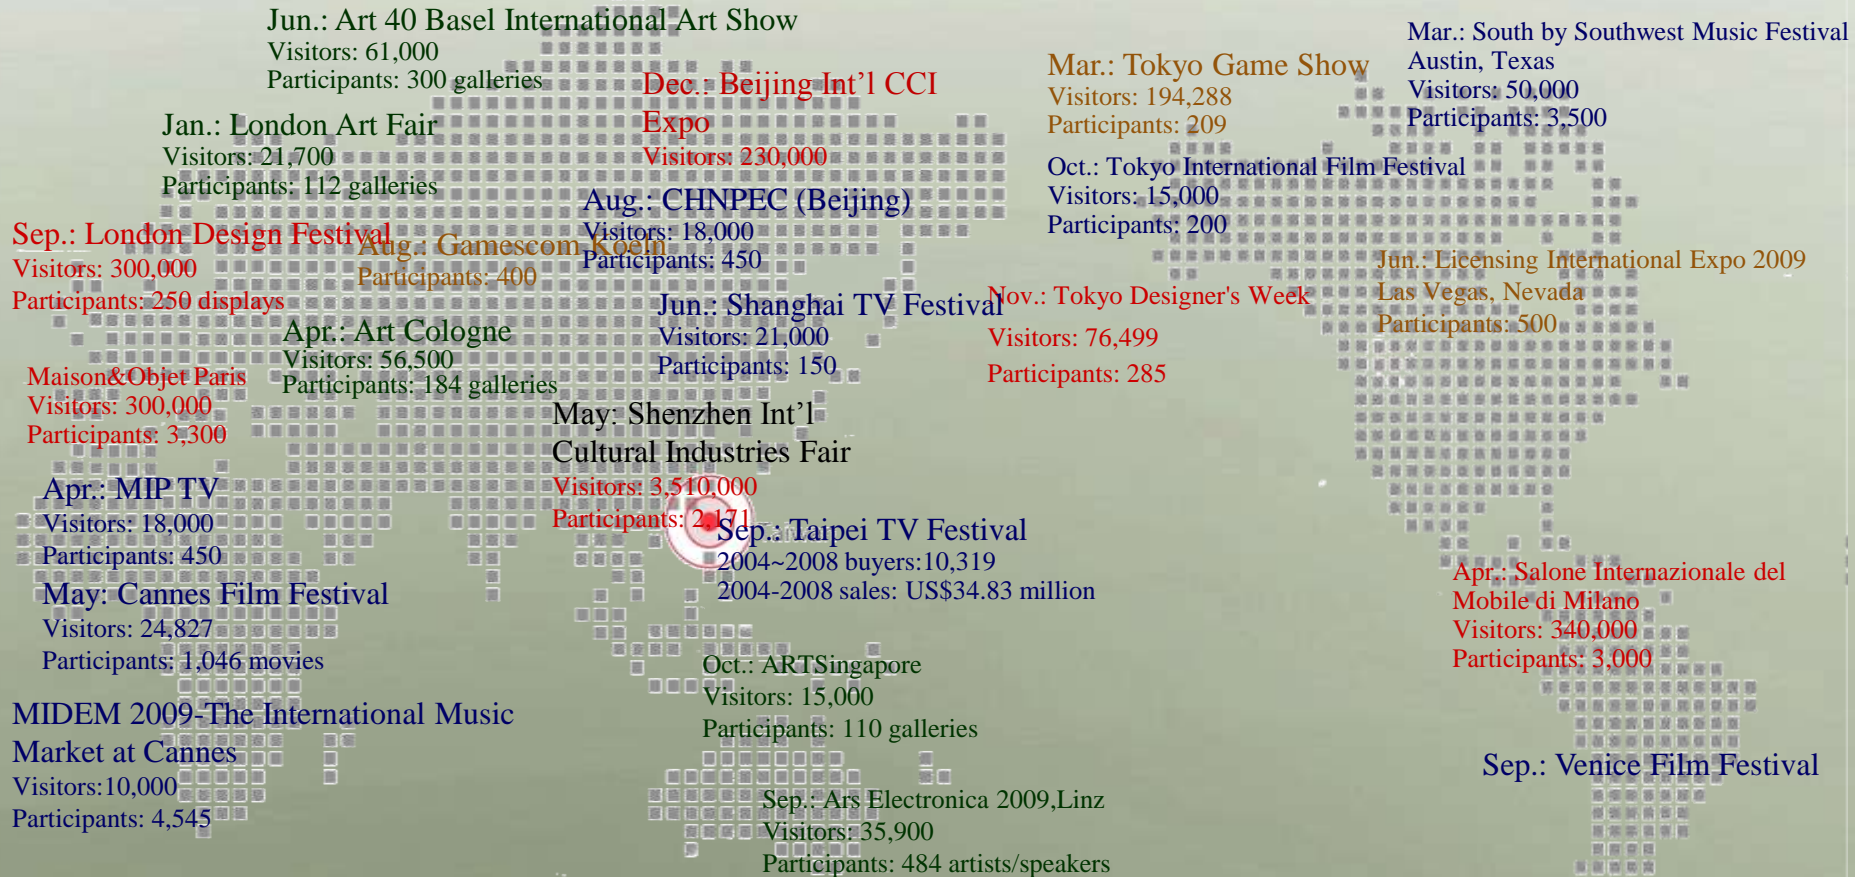 Jun.: Art 40 Basel International Art Show
Visitors: 61,000
Participants: 300 galleries
Jan.: London Art Fair
Visitors: 21,700
Participants: 112 galleries
Sep.: London Design Festival
Visitors: 300,000
Participants: 250 displays
Aug.: Gamescom Koeln
Participants: 400
Apr.: Art Cologne
Visitors: 56,500
Participants: 184 galleries
Maison&Objet Paris
Visitors: 300,000
Participants: 3,300
Apr.: MIP TV
Visitors: 18,000
Participants: 450
May: Cannes Film Festival
Visitors: 24,827
Participants: 1,046 movies
MIDEM 2009-The International Music
Market at Cannes
Visitors:10,000
Participants: 4,545
Dec.: Beijing Int’l CCI
Expo
Visitors: 230,000
Aug.: CHNPEC (Beijing)
Visitors: 18,000
Participants: 450
Jun.: Shanghai TV Festival
Visitors: 21,000
Participants: 150
May: Shenzhen Int’l
Cultural Industries Fair
Visitors: 3,510,000
Participants: 2,171
Sep.: Taipei TV Festival
2004~2008 buyers:10,319
2004-2008 sales: US$34.83 million
Oct.: ARTSingapore
Visitors: 15,000
Participants: 110 galleries
Sep.: Ars Electronica 2009,Linz
Visitors: 35,900
Participants: 484 artists/speakers
Mar.: Tokyo Game Show
Visitors: 194,288
Participants: 209
Oct.: Tokyo International Film Festival
Visitors: 15,000
Participants: 200
Nov.: Tokyo Designer's Week
Visitors: 76,499
Participants: 285
Mar.: South by Southwest Music Festival
Austin, Texas
Visitors: 50,000
Participants: 3,500
Jun.: Licensing International Expo 2009
Las Vegas, Nevada
Participants: 500
Apr.: Salone Internazionale del
Mobile di Milano
Visitors: 340,000
Participants: 3,000
Sep.: Venice Film Festival